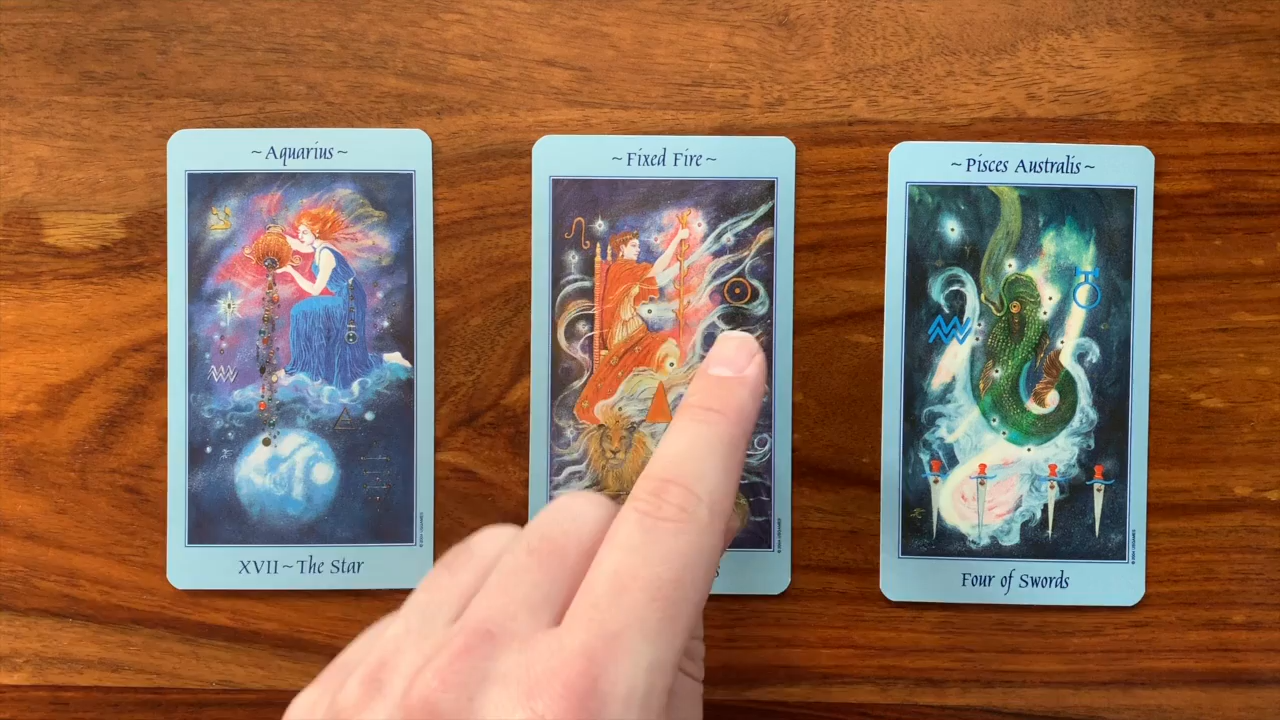 ~Aquarius~
XVII~The Star
~Fixed Fire~
~Pisces Australis~
Four of Swords